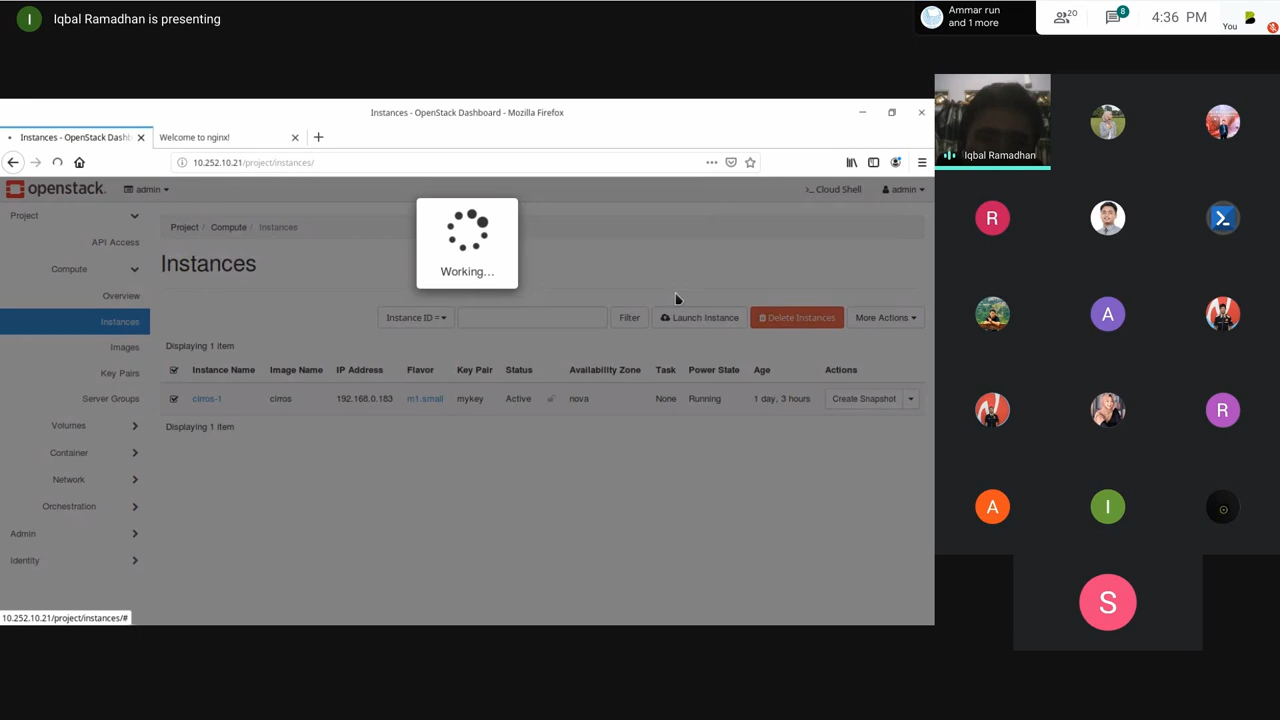 I
Iqbal Ramadhan is presenting
Ammar run
and 1 more
20
8
4:36 PM
You
Instances - OpenStack Dashboard - Mozilla Firefox
Instances - OpenStack Dashb
Welcome to nginx!
10.252.10.21/project/instances/
openstack.
admin
Cloud Shell
admin
Project
API Access
Compute
Overview
Instances
Images
Key Pairs
Server Groups
Volumes
Container
Network
Orchestration
Admin
Identity
Project / Compute / Instances
Instances
Working...
Instance ID =
Filter
Launch Instance
Delete Instances
More Actions
Displaying 1 item
Instance Name Image Name IP Address Flavor Key Pair Status Availability Zone Task Power State Age Actions
cirros-1 cirros 192.168.0.183 m1.small mykey Active nova None Running 1 day, 3 hours Create Snapshot
Displaying 1 item
10.252.10.21/project/instances/#
Iqbal Ramadhan
R
A
R
A
I
S